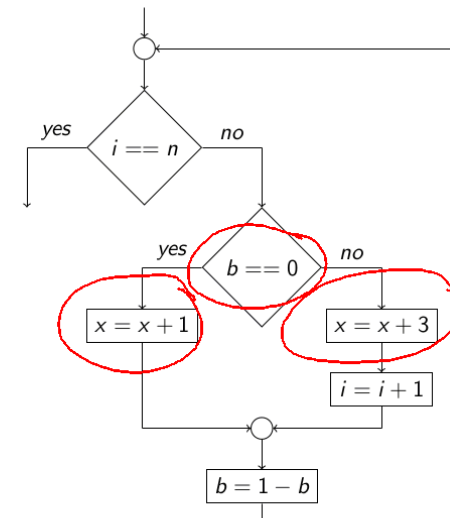 yes
i == n
no
yes
b == 0
no
x = x + 1
x = x + 3
i = i + 1
b = 1 − b